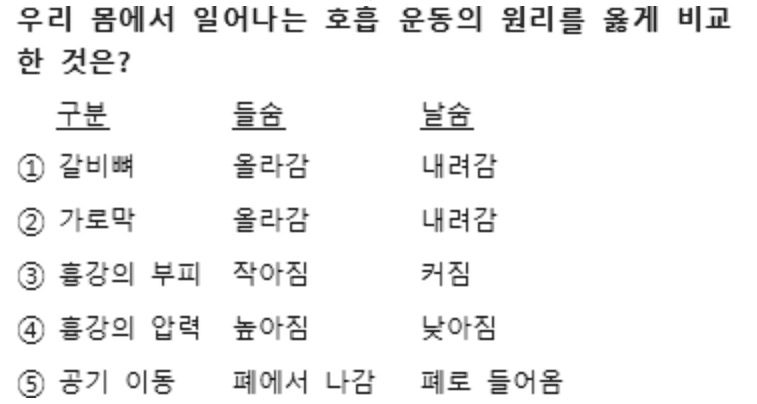 우리 몸에서 일어나는 호흡 운동의 원리를 옳게 비교
한 것은?
구분 들숨 날숨
① 갈비뼈 올라감 내려감
② 가로막 올라감 내려감
③ 흉강의 부피 작아짐 커짐
④ 흉강의 압력 높아짐 낮아짐
⑤ 공기 이동 폐에서 나감 폐로 들어옴